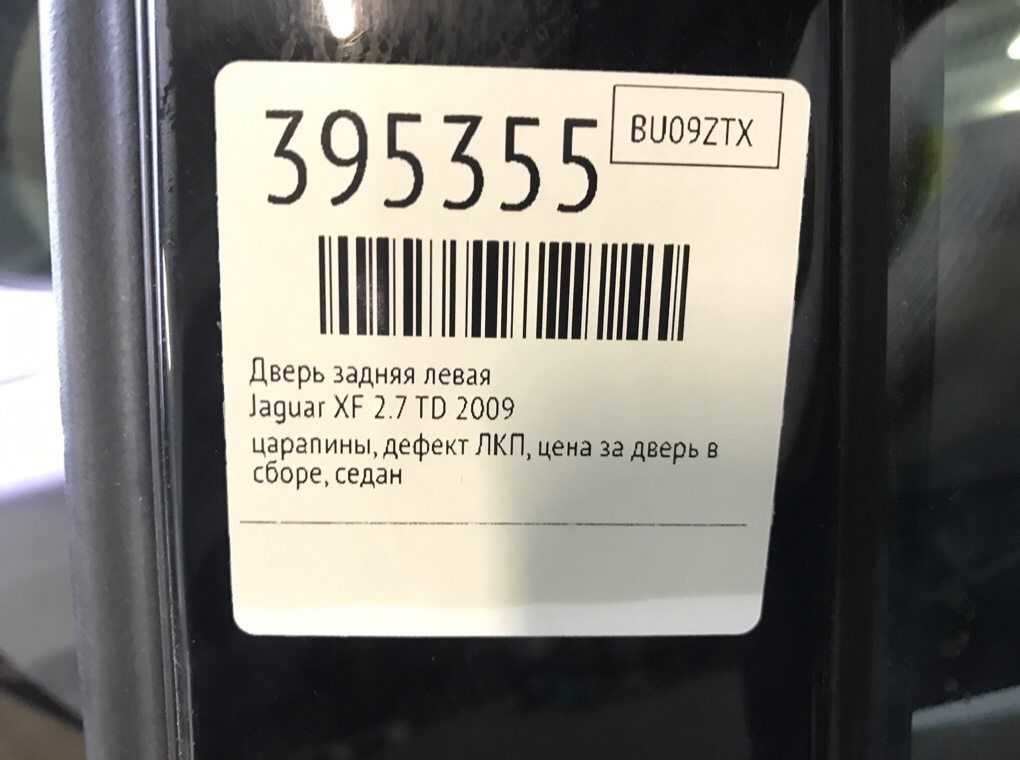 395355
BU09ZTX
Дверь задняя левая
Jaguar XF 2.7 TD 2009
царапины, дефект ЛКП, цена за дверь в
сборе, седан